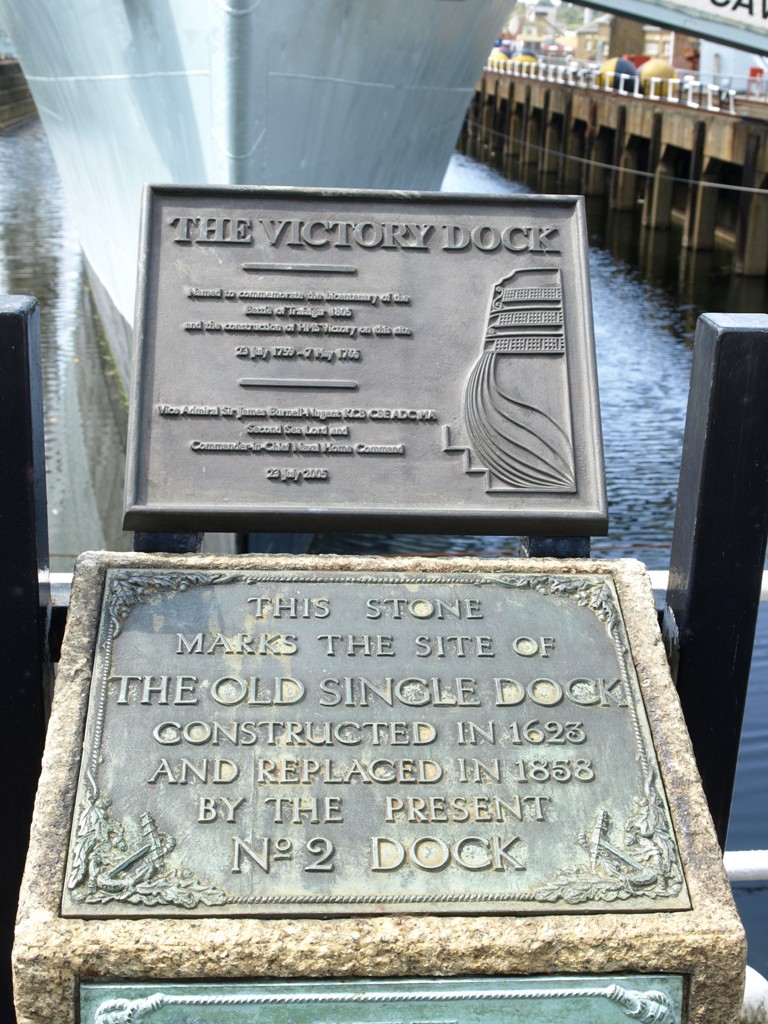 CAV
THE VICTORY DOCK
Named to commemorate the bicentenary of the
Battle of Trafalgar 1805
and the construction of HMS Victory on this site
23 July 1759 - 7 May 1765
Vice Admiral Sir James Burnell-Nugent KCB CBE ADC MA
Second Sea Lord and
Commander-in-Chief Naval Home Command
23 July 2005
THIS STONE
MARKS THE SITE OF
THE OLD SINGLE DOCK
CONSTRUCTED IN 1623
AND REPLACED IN 1858
BY THE PRESENT
No 2 DOCK